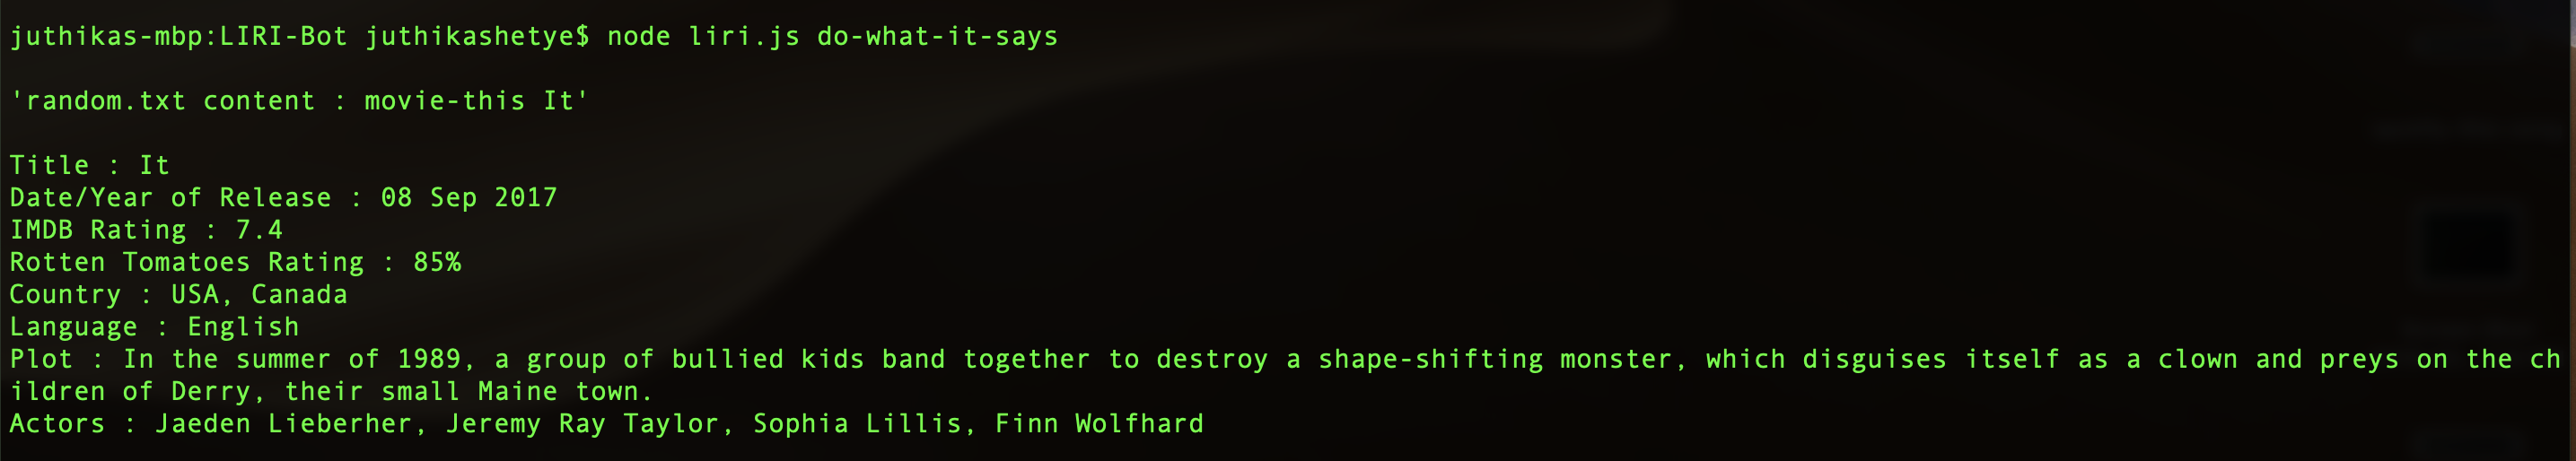 juthikas-mbp:LIRI-Bot juthikashetye$ node liri.js do-what-it-says
'random.txt content : movie-this It'
Title : It
Date/Year of Release : 08 Sep 2017
IMDB Rating : 7.4
Rotten Tomatoes Rating : 85%
Country : USA, Canada
Language : English
Plot : In the summer of 1989, a group of bullied kids band together to destroy a shape-shifting monster, which disguises itself as a clown and preys on the ch
ildren of Derry, their small Maine town.
Actors : Jaeden Lieberher, Jeremy Ray Taylor, Sophia Lillis, Finn Wolfhard